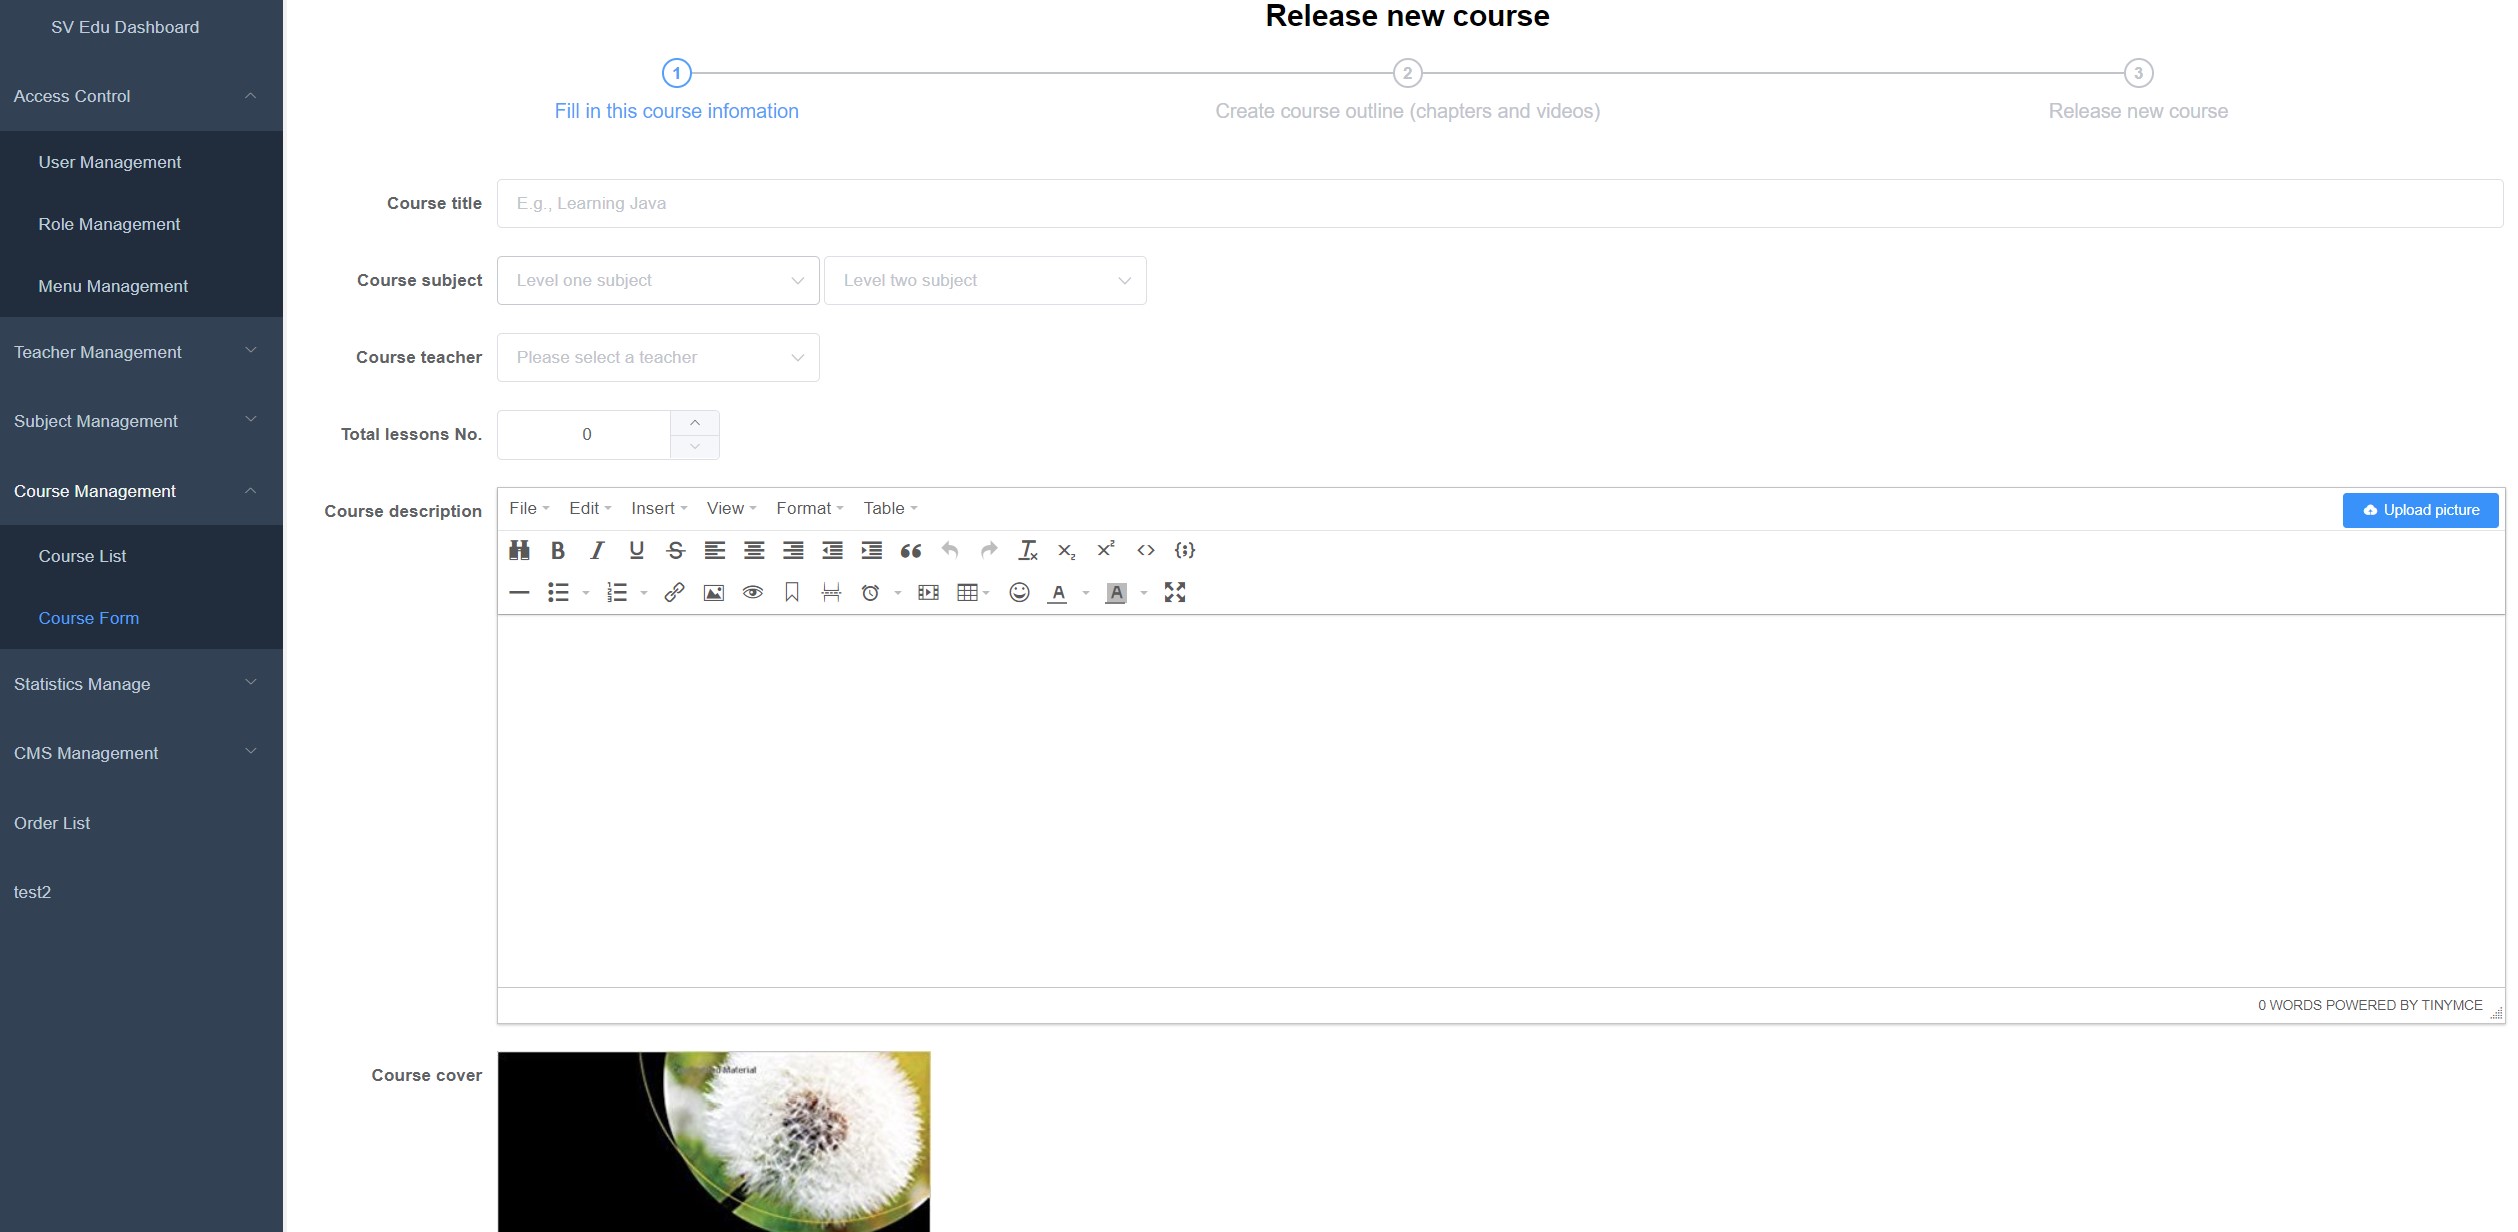 SV Edu Dashboard
Access Control
User Management
Role Management
Menu Management
Teacher Management
Subject Management
Course Management
Course List
Course Form
Statistics Manage
CMS Management
Order List
test2
Release new course
1 2 3
Fill in this course infomation Create course outline (chapters and videos) Release new course
Course title E.g., Learning Java
Course subject Level one subject Level two subject
Course teacher Please select a teacher
Total lessons No. 0
Course description File Edit Insert View Format Table Upload picture
0 WORDS POWERED BY TINYMCE
Course cover
Material